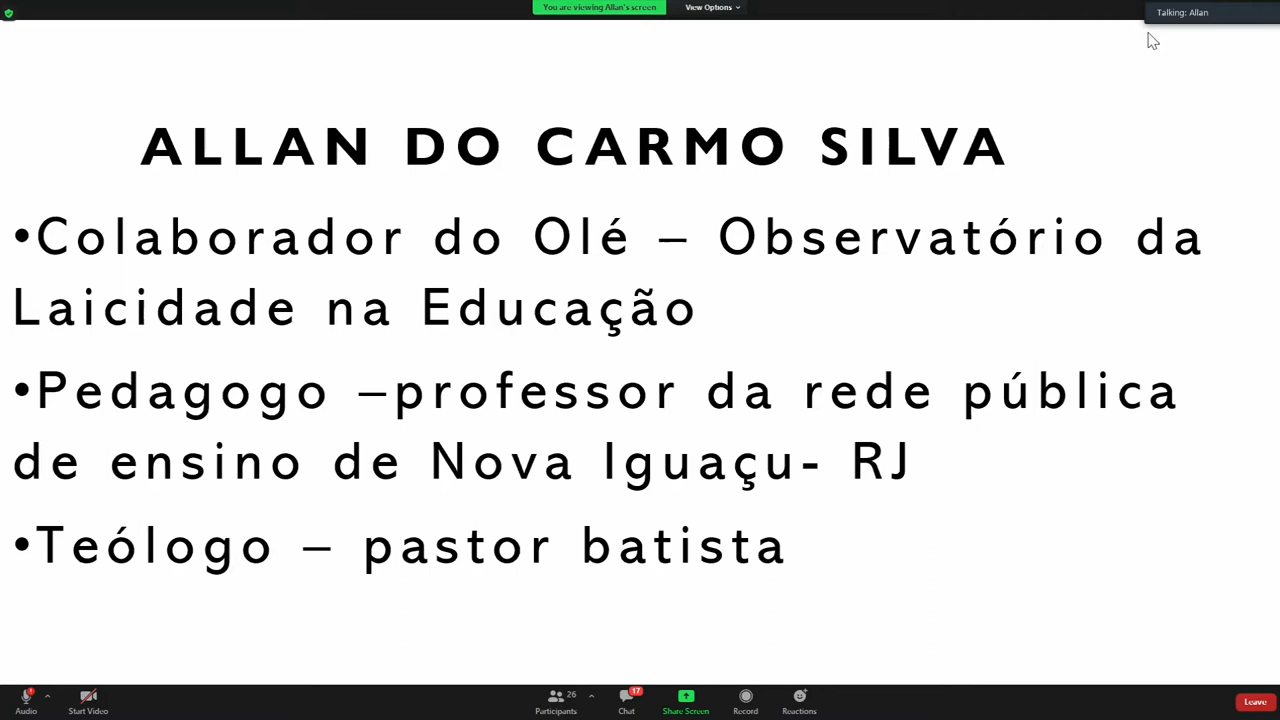 You are viewing Allan's screen
View Options
Talking: Allan
ALLAN DO CARMO SILVA
•Colaborador do Olé – Observatório da
Laicidade na Educação
•Pedagogo –professor da rede pública
de ensino de Nova Iguaçu- RJ
•Teólogo – pastor batista
Audio
Start Video
26
Participants
17
Chat
Share Screen
Record
Reactions
Leave